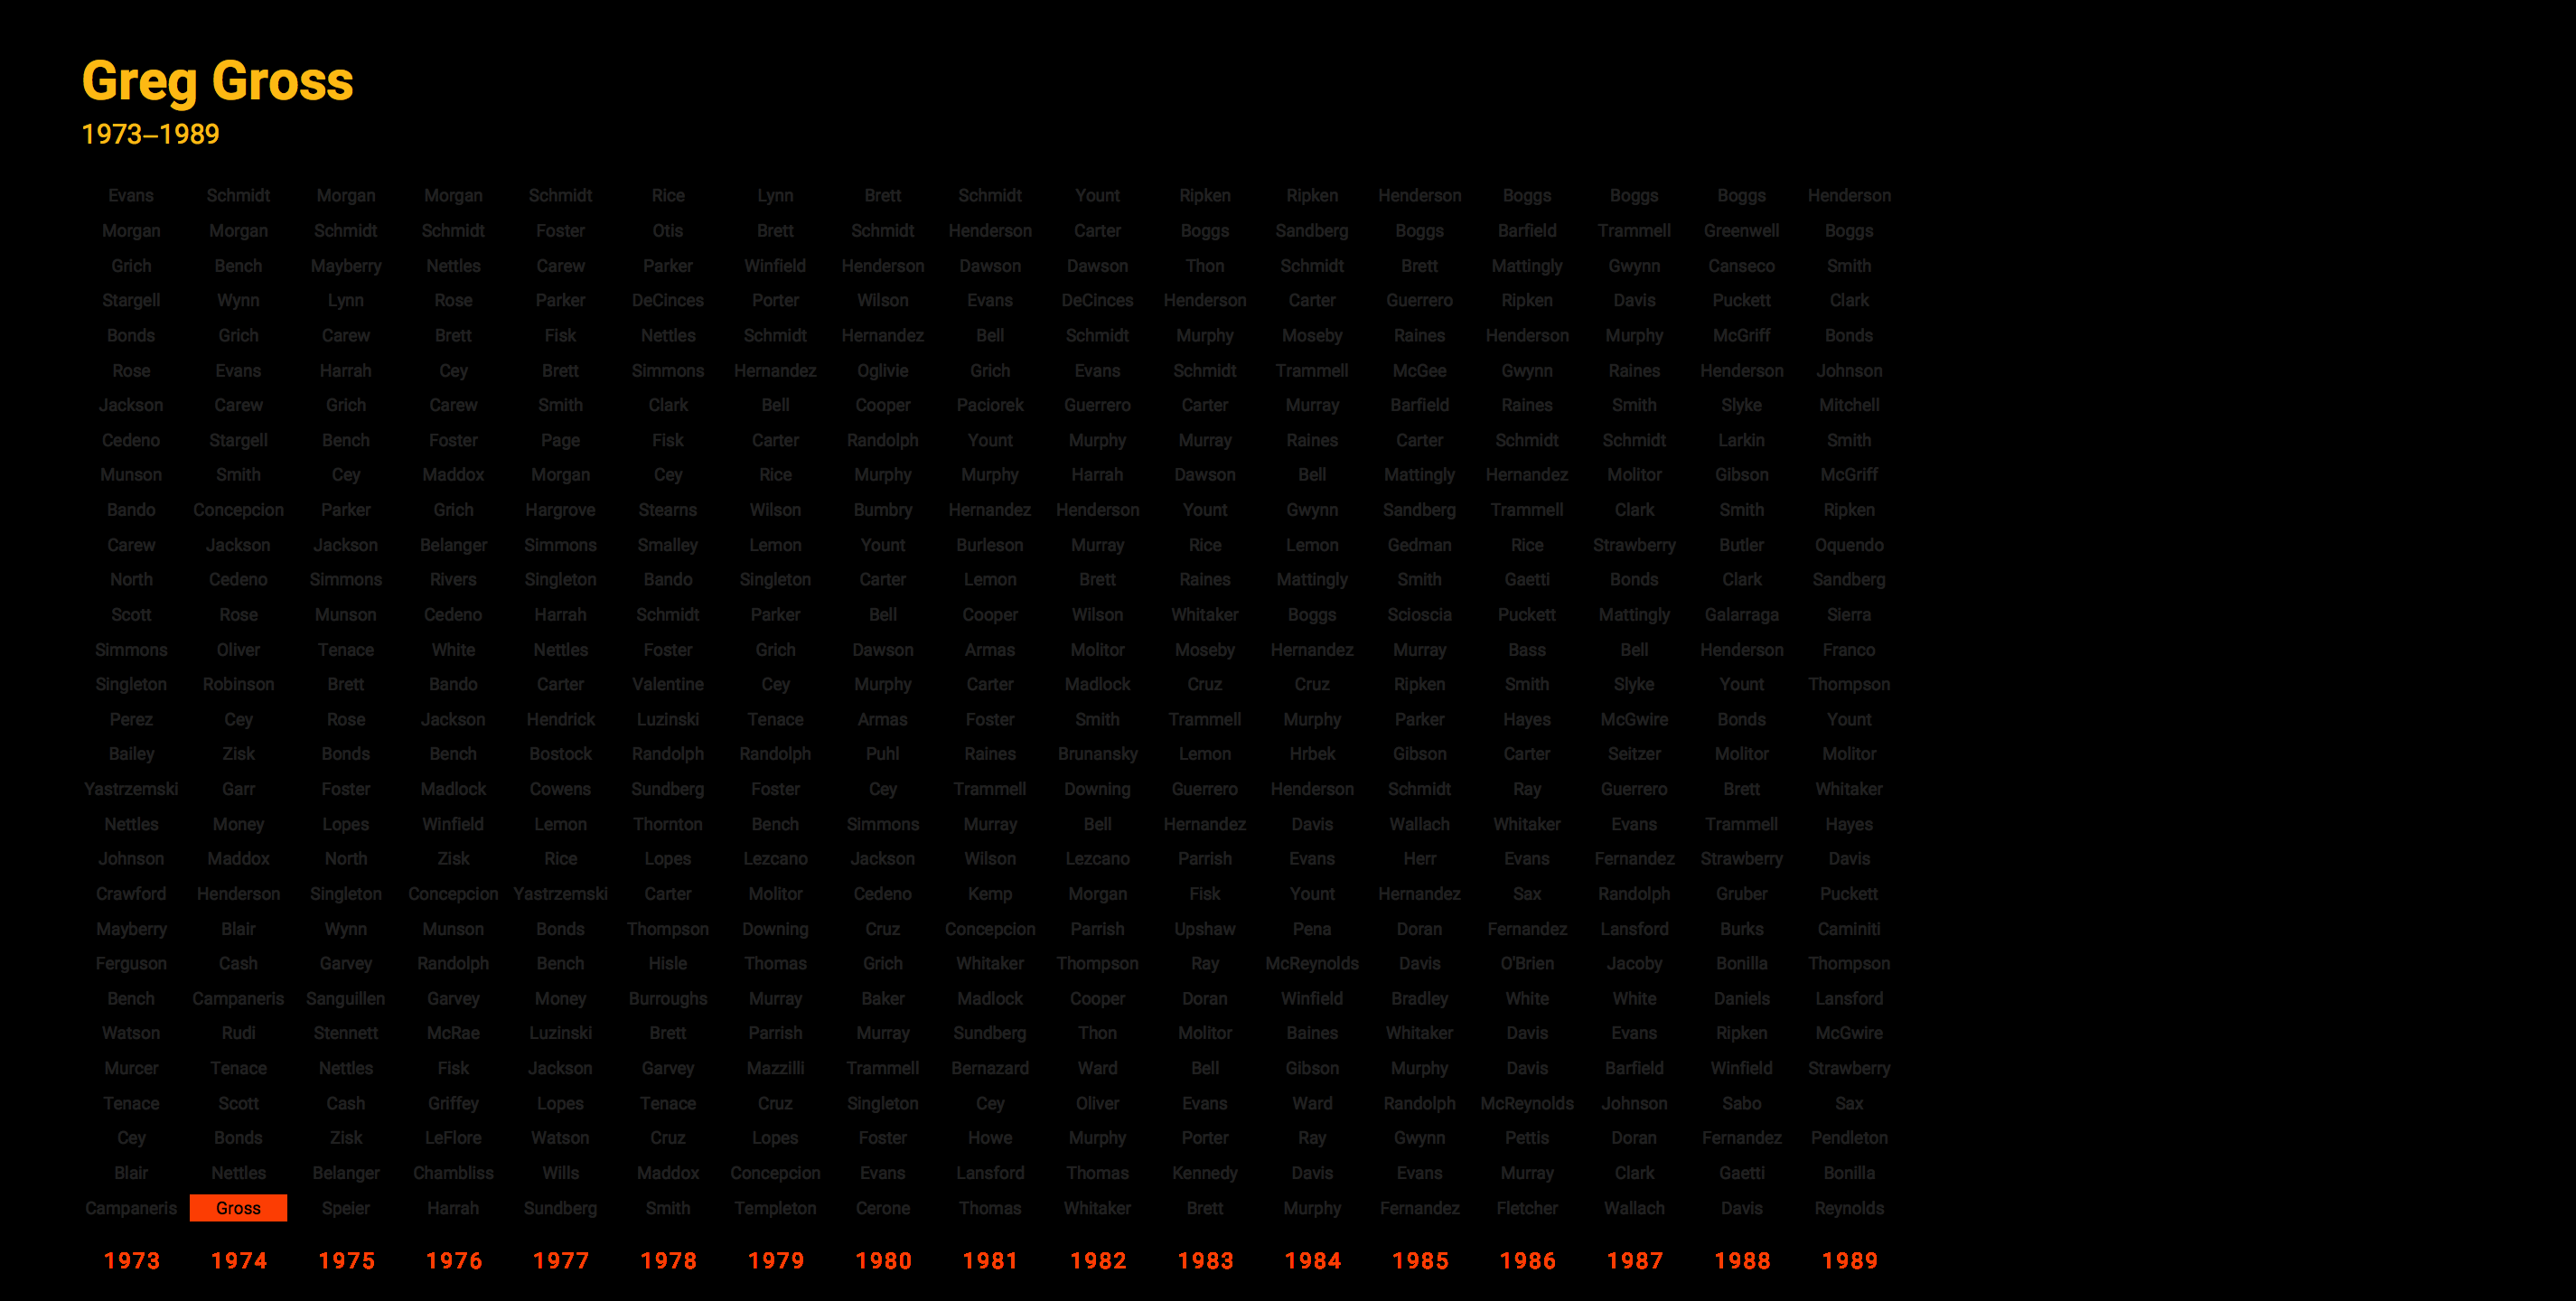 Greg Gross
1973–1989
Evans Schmidt Morgan Morgan Schmidt Rice Lynn Brett Schmidt Yount Ripken Ripken Henderson Boggs Boggs Boggs Henderson
Morgan Morgan Schmidt Schmidt Foster Otis Brett Schmidt Henderson Carter Boggs Sandberg Boggs Barfield Trammell Greenwell Boggs
Grich Bench Mayberry Nettles Carew Parker Winfield Henderson Dawson Dawson Thon Schmidt Brett Mattingly Gwynn Canseco Smith
Stargell Wynn Lynn Rose Parker DeCinces Porter Wilson Evans DeCinces Henderson Carter Guerrero Ripken Davis Puckett Clark
Bonds Grich Carew Brett Fisk Nettles Schmidt Hernandez Bell Schmidt Murphy Moseby Raines Henderson Murphy McGriff Bonds
Rose Evans Harrah Cey Brett Simmons Hernandez Oglivie Grich Evans Schmidt Trammell McGee Gwynn Raines Henderson Johnson
Jackson Carew Grich Carew Smith Clark Bell Cooper Paciorek Guerrero Carter Murray Barfield Raines Smith Slyke Mitchell
Cedeno Stargell Bench Foster Page Fisk Carter Randolph Yount Murphy Murray Raines Carter Schmidt Schmidt Larkin Smith
Munson Smith Cey Maddox Morgan Cey Rice Murphy Murphy Harrah Dawson Bell Mattingly Hernandez Molitor Gibson McGriff
Bando Concepcion Parker Grich Hargrove Stearns Wilson Bumbry Hernandez Henderson Yount Gwynn Sandberg Trammell Clark Smith Ripken
Carew Jackson Jackson Belanger Simmons Smalley Lemon Yount Burleson Murray Rice Lemon Gedman Rice Strawberry Butler Oquendo
North Cedeno Simmons Rivers Singleton Bando Singleton Carter Lemon Brett Raines Mattingly Smith Gaetti Bonds Clark Sandberg
Scott Rose Munson Cedeno Harrah Schmidt Parker Bell Cooper Wilson Whitaker Boggs Scioscia Puckett Mattingly Galarraga Sierra
Simmons Oliver Tenace White Nettles Foster Grich Dawson Armas Molitor Moseby Hernandez Murray Bass Bell Henderson Franco
Singleton Robinson Brett Bando Carter Valentine Cey Murphy Carter Madlock Cruz Cruz Ripken Smith Slyke Yount Thompson
Perez Cey Rose Jackson Hendrick Luzinski Tenace Armas Foster Smith Trammell Murphy Parker Hayes McGwire Bonds Yount
Bailey Zisk Bonds Bench Bostock Randolph Randolph Puhl Raines Brunansky Lemon Hrbek Gibson Carter Seitzer Molitor Molitor
Yastrzemski Garr Foster Madlock Cowens Sundberg Foster Cey Trammell Downing Guerrero Henderson Schmidt Ray Guerrero Brett Whitaker
Nettles Money Lopes Winfield Lemon Thornton Bench Simmons Murray Bell Hernandez Davis Wallach Whitaker Evans Trammell Hayes
Johnson Maddox North Zisk Rice Lopes Lezcano Jackson Wilson Lezcano Parrish Evans Herr Evans Fernandez Strawberry Davis
Crawford Henderson Singleton Concepcion Yastrzemski Carter Molitor Cedeno Kemp Morgan Fisk Yount Hernandez Sax Randolph Gruber Puckett
Mayberry Blair Wynn Munson Bonds Thompson Downing Cruz Concepcion Parrish Upshaw Pena Doran Fernandez Lansford Burks Caminiti
Ferguson Cash Garvey Randolph Bench Hisle Thomas Grich Whitaker Thompson Ray McReynolds Davis O'Brien Jacoby Bonilla Thompson
Bench Campaneris Sanguillen Garvey Money Burroughs Murray Baker Madlock Cooper Doran Winfield Bradley White White Daniels Lansford
Watson Rudi Stennett McRae Luzinski Brett Parrish Murray Sundberg Thon Molitor Baines Whitaker Davis Evans Ripken McGwire
Murcer Tenace Nettles Fisk Jackson Garvey Mazzilli Trammell Bernazard Ward Bell Gibson Murphy Davis Barfield Winfield Strawberry
Tenace Scott Cash Griffey Lopes Tenace Cruz Singleton Cey Oliver Evans Ward Randolph McReynolds Johnson Sabo Sax
Cey Bonds Zisk LeFlore Watson Cruz Lopes Foster Howe Murphy Porter Ray Gwynn Pettis Doran Fernandez Pendleton
Blair Nettles Belanger Chambliss Wills Maddox Concepcion Evans Lansford Thomas Kennedy Davis Evans Murray Clark Gaetti Bonilla
Campaneris Gross Speier Harrah Sundberg Smith Templeton Cerone Thomas Whitaker Brett Murphy Fernandez Fletcher Wallach Davis Reynolds
1973 1974 1975 1976 1977 1978 1979 1980 1981 1982 1983 1984 1985 1986 1987 1988 1989